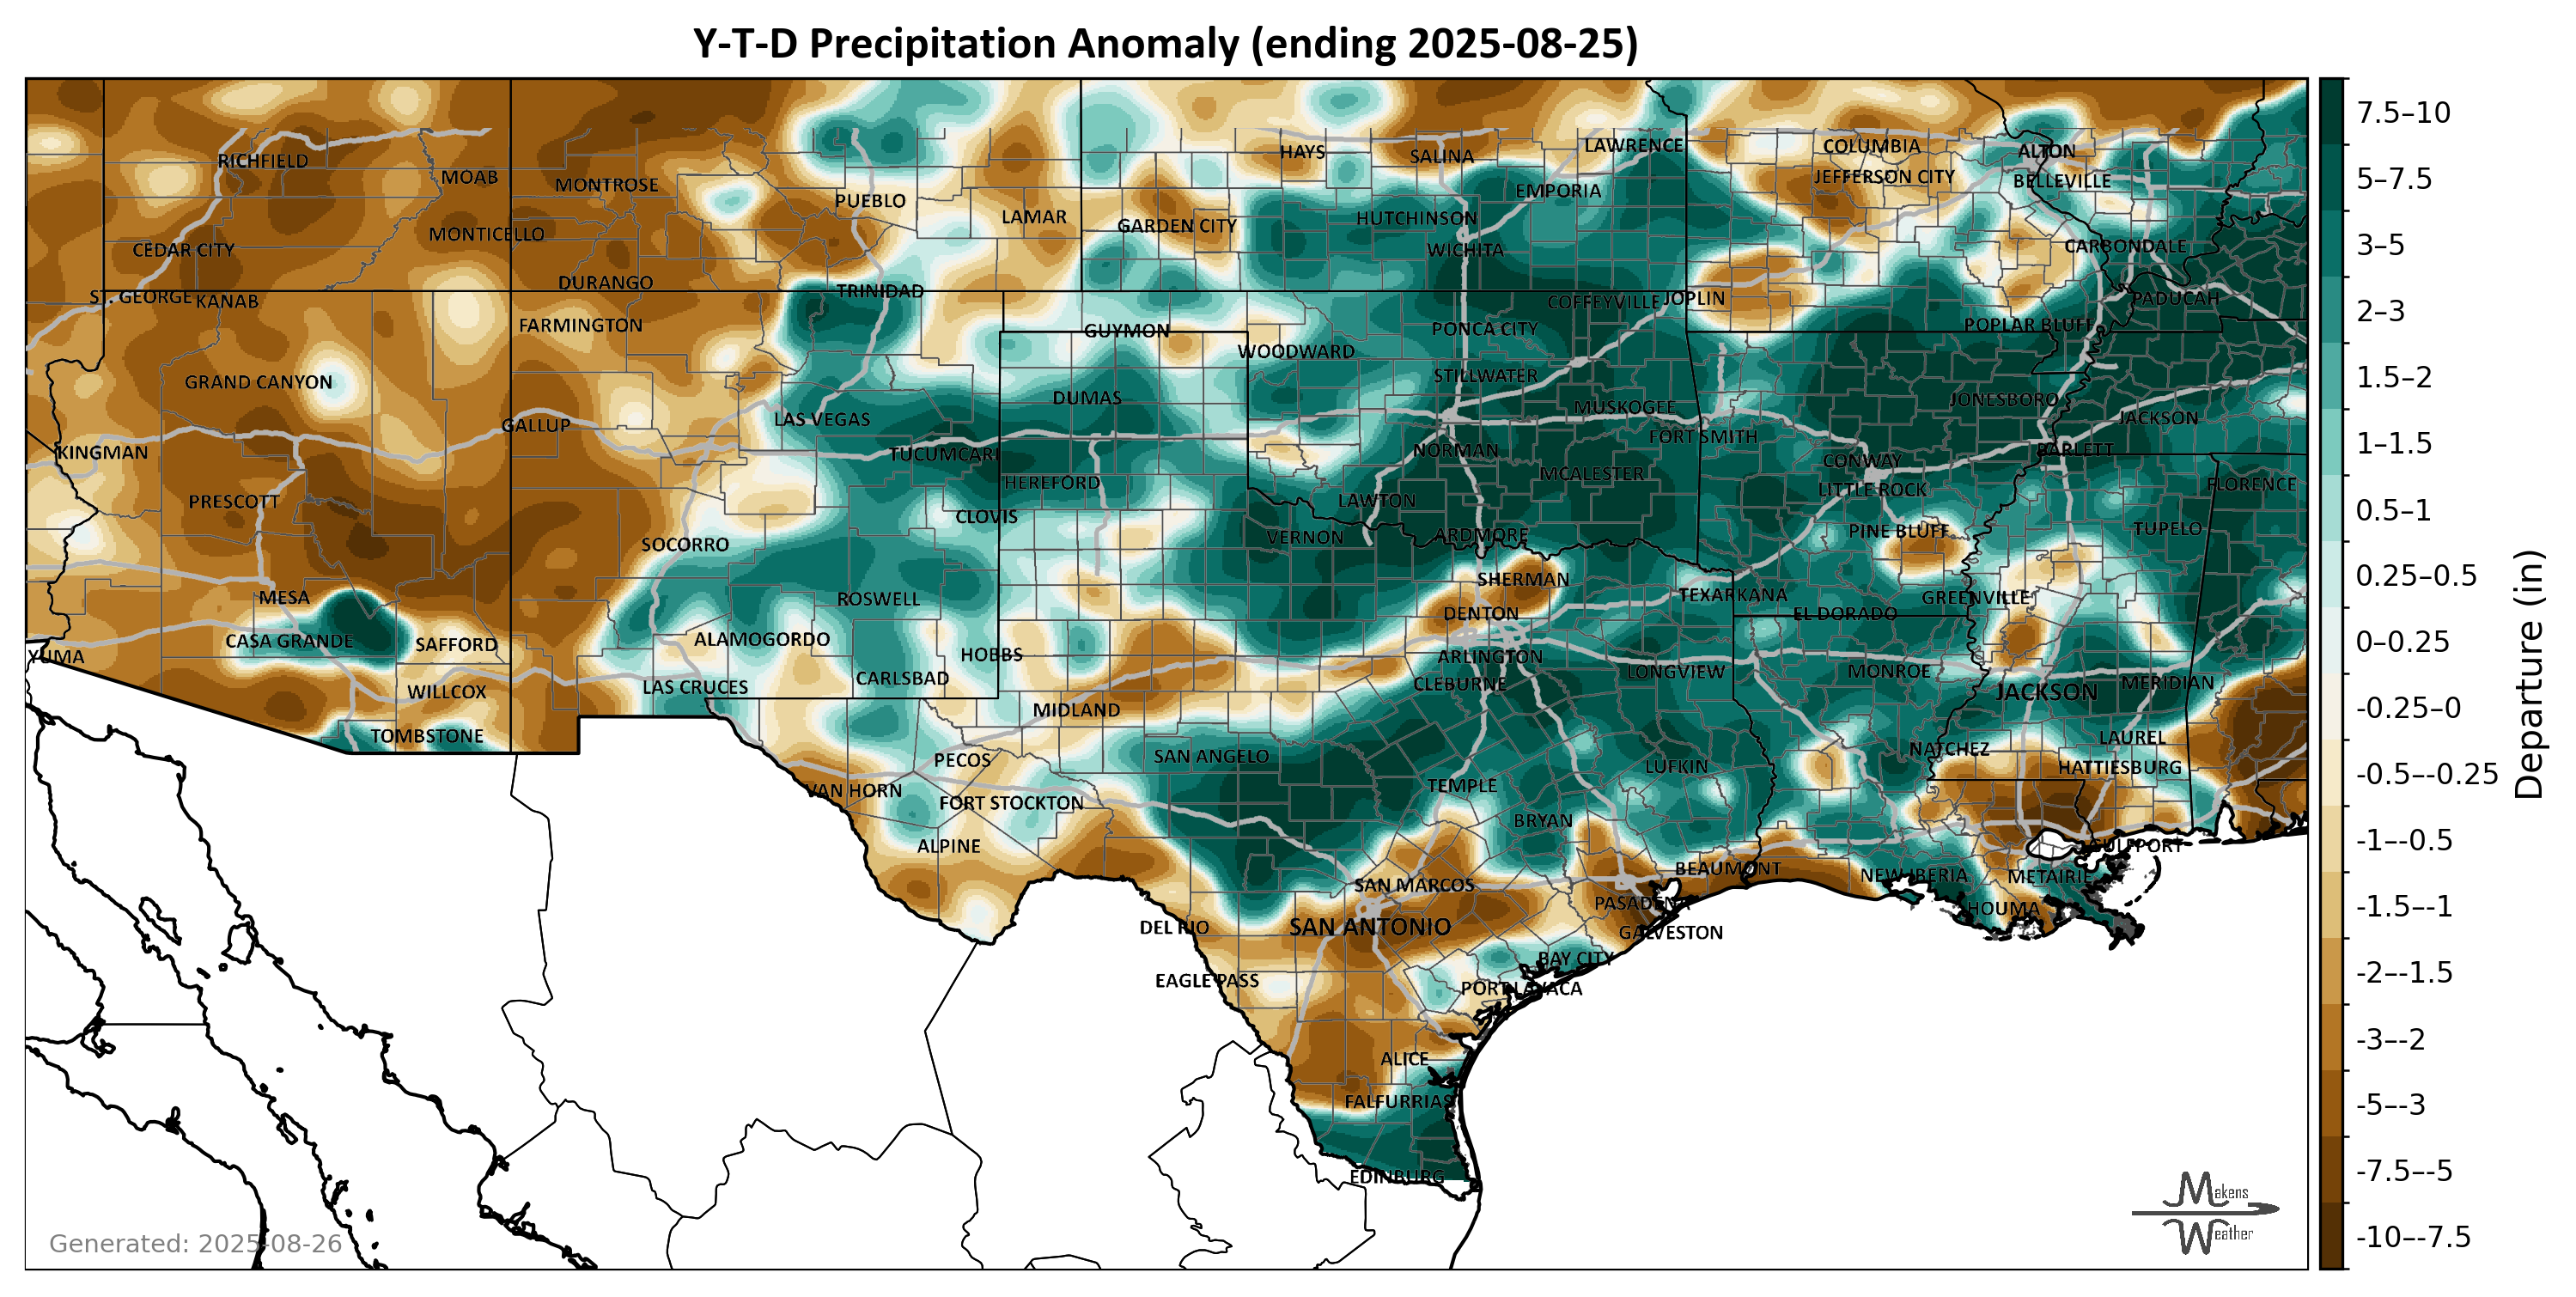 Y-T-D Precipitation Anomaly (ending 2025-08-25)
RICHFIELD
MOAB
MONTROSE
PUEBLO
LAMAR
HAYS
SALINA
LAWRENCE
COLUMBIA
ALTON
JEFFERSON CITY
BELLEVILLE
EMPORIA
GARDEN CITY
HUTCHINSON
MONTICELLO
CEDAR CITY
WICHITA
CARBONDALE
DURANGO
TRINIDAD
ST. GEORGE
KANAB
COFFEYVILLE
JOPLIN
PADUCAH
FARMINGTON
GUYMON
PONCA CITY
POPLAR BLUFF
WOODWARD
STILLWATER
GRAND CANYON
DUMAS
MUSKOGEE
JONESBORO
JACKSON
GALLUP
LAS VEGAS
FORT SMITH
KINGMAN
TUCUMCARI
NORMAN
BARLETT
CONWAY
MCALESTER
HEREFORD
LITTLE ROCK
FLORENCE
PRESCOTT
LAWTON
CLOVIS
PINE BLUFF
TUPELO
SOCORRO
VERNON
ARDMORE
SHERMAN
MESA
ROSWELL
TEXARKANA
GREENVILLE
DENTON
EL DORADO
CASA GRANDE
SAFFORD
ALAMOGORDO
YUMA
HOBBS
ARLINGTON
LONGVIEW
MONROE
WILLCOX
LAS CRUCES
CARLSBAD
CLEBURNE
JACKSON
MERIDIAN
MIDLAND
TOMBSTONE
LAUREL
PECOS
SAN ANGELO
NATCHEZ
LUFKIN
HATTIESBURG
VAN HORN
FORT STOCKTON
TEMPLE
BRYAN
ALPINE
GULFPORT
BEAUMONT
NEW IBERIA
METAIRIE
SAN MARCOS
PASADENA
HOUMA
DEL RIO
SAN ANTONIO
GALVESTON
BAY CITY
EAGLE PASS
PORT LAVACA
ALICE
FALFURRIAS
EDINBURG
Generated: 2025-08-26
Makens
Weather
7.5–10
5–7.5
3–5
2–3
1.5–2
1–1.5
0.5–1
0.25–0.5
0–0.25
-0.25–0
-0.5–-0.25
-1–-0.5
-1.5–-1
-2–-1.5
-3–-2
-5–-3
-7.5–-5
-10–-7.5
Departure (in)